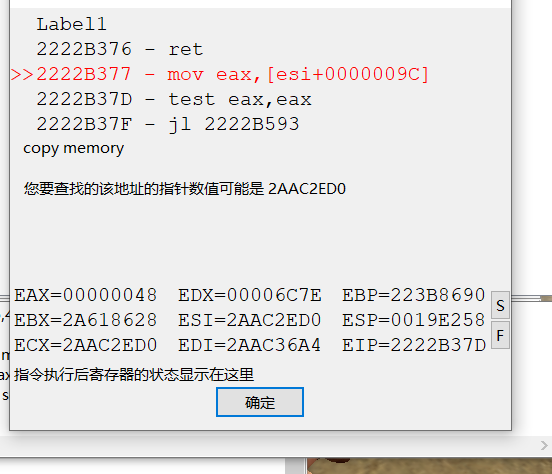 Label1
2222B376 - ret
>>2222B377 - mov eax,[esi+0000009C]
2222B37D - test eax,eax
2222B37F - jl 2222B593
copy memory
您要查找的该地址的指针数值可能是 2AAC2ED0
EAX=00000048 EDX=00006C7E EBP=223B8690
S
EBX=2A618628 ESI=2AAC2ED0 ESP=0019E258
F
ECX=2AAC2ED0 EDI=2AAC36A4 EIP=2222B37D
指令执行后寄存器的状态显示在这里
确定